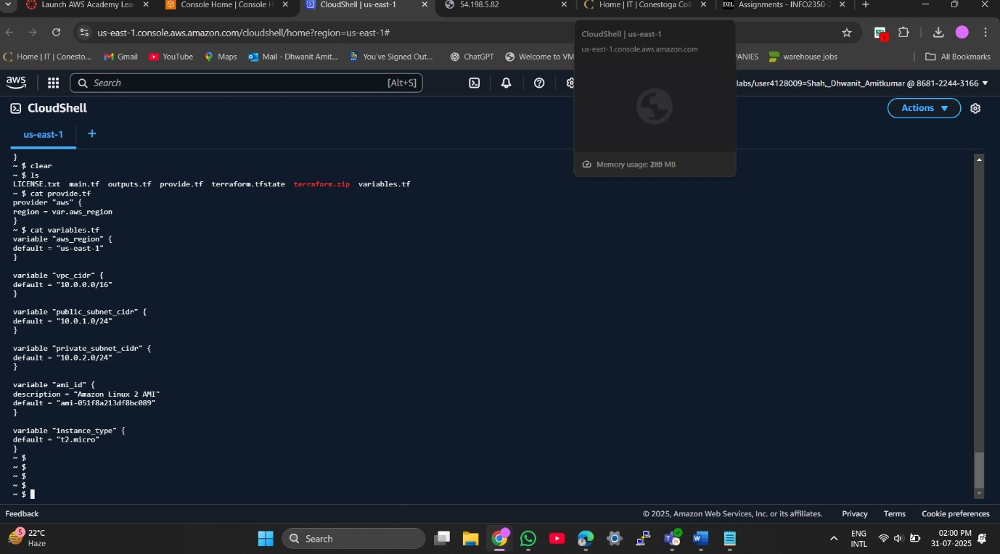 Launch AWS Academy Lea
Console Home | Console H
CloudShell | us-east-1
54.198.5.82
Home | IT | Conestoga Coll
D2L Assignments - INFO2350-2
us-east-1.console.aws.amazon.com/cloudshell/home?region=us-east-1#
Home | IT | Conesto...
Gmail
YouTube
Maps
Mail - Dhwanit Amit...
You've Signed Out...
ChatGPT
Welcome to VM
PANIES
warehouse jobs
All Bookmarks
CloudShell | us-east-1
us-east-1.console.aws.amazon.com
Memory usage: 289 MB
aws
Search
[Alt+S]
labs/user4128009=Shah,_Dhwanit_Amitkumar @ 8681-2244-3166
CloudShell
Actions
us-east-1
}
~ $ clear
~ $ ls
LICENSE.txt main.tf outputs.tf provide.tf terraform.tfstate terraform.zip variables.tf
~ $ cat provide.tf
provider "aws" {
region = var.aws_region
}
~ $ cat variables.tf
variable "aws_region" {
default = "us-east-1"
}
variable "vpc_cidr" {
default = "10.0.0.0/16"
}
variable "public_subnet_cidr" {
default = "10.0.1.0/24"
}
variable "private_subnet_cidr" {
default = "10.0.2.0/24"
}
variable "ami_id" {
description = "Amazon Linux 2 AMI"
default = "ami-051f8a213df8bc089"
}
variable "instance_type" {
default = "t2.micro"
}
~ $
~ $
~ $
~ $
~ $
Feedback
© 2025, Amazon Web Services, Inc. or its affiliates.
Privacy
Terms
Cookie preferences
5
22°C
Haze
Search
ENG
INTL
02:00 PM
31-07-2025